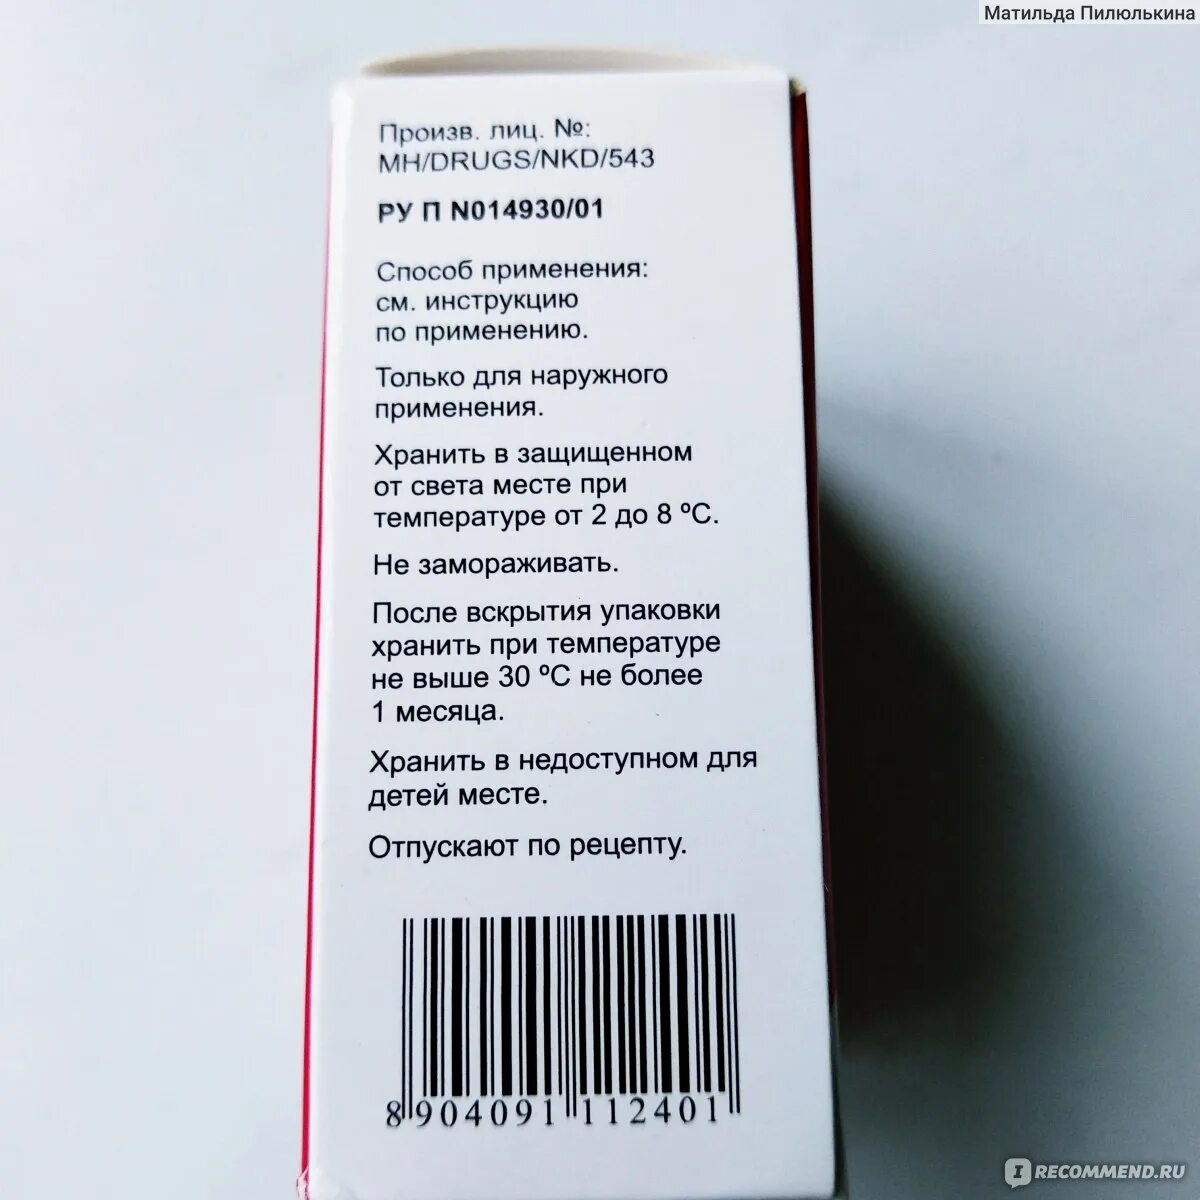 Матильда Пилюлькина
Произв. лиц. №:
MH/DRUGS/NKD/543
РУ П N014930/01
Способ применения:
см. инструкцию
по применению.
Только для наружного
применения.
Хранить в защищенном
от света месте при
температуре от 2 до 8 ºС.
Не замораживать.
После вскрытия упаковки
хранить при температуре
не выше 30 ºС не более
1 месяца.
Хранить в недоступном для
детей месте.
Отпускают по рецепту.
8 904091 112401
IRECOMMEND.RU